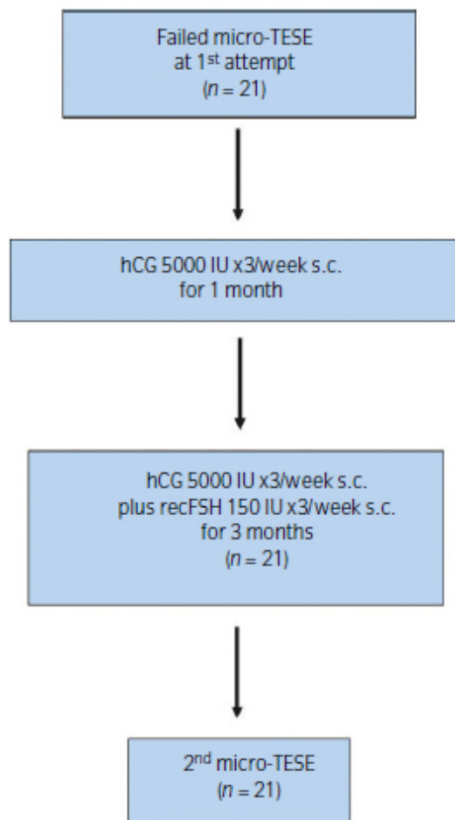 Failed micro-TESE
at 1st attempt
(n = 21)
hCG 5000 IU x3/week s.c.
for 1 month
hCG 5000 IU x3/week s.c.
plus recFSH 150 IU x3/week s.c.
for 3 months
(n = 21)
2nd micro-TESE
(n = 21)